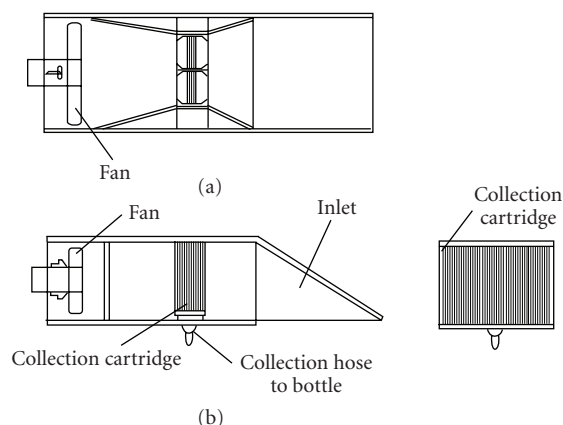 Fan
(a)
Fan
Inlet
Collection
cartridge
Collection cartridge
Collection hose
to bottle
(b)